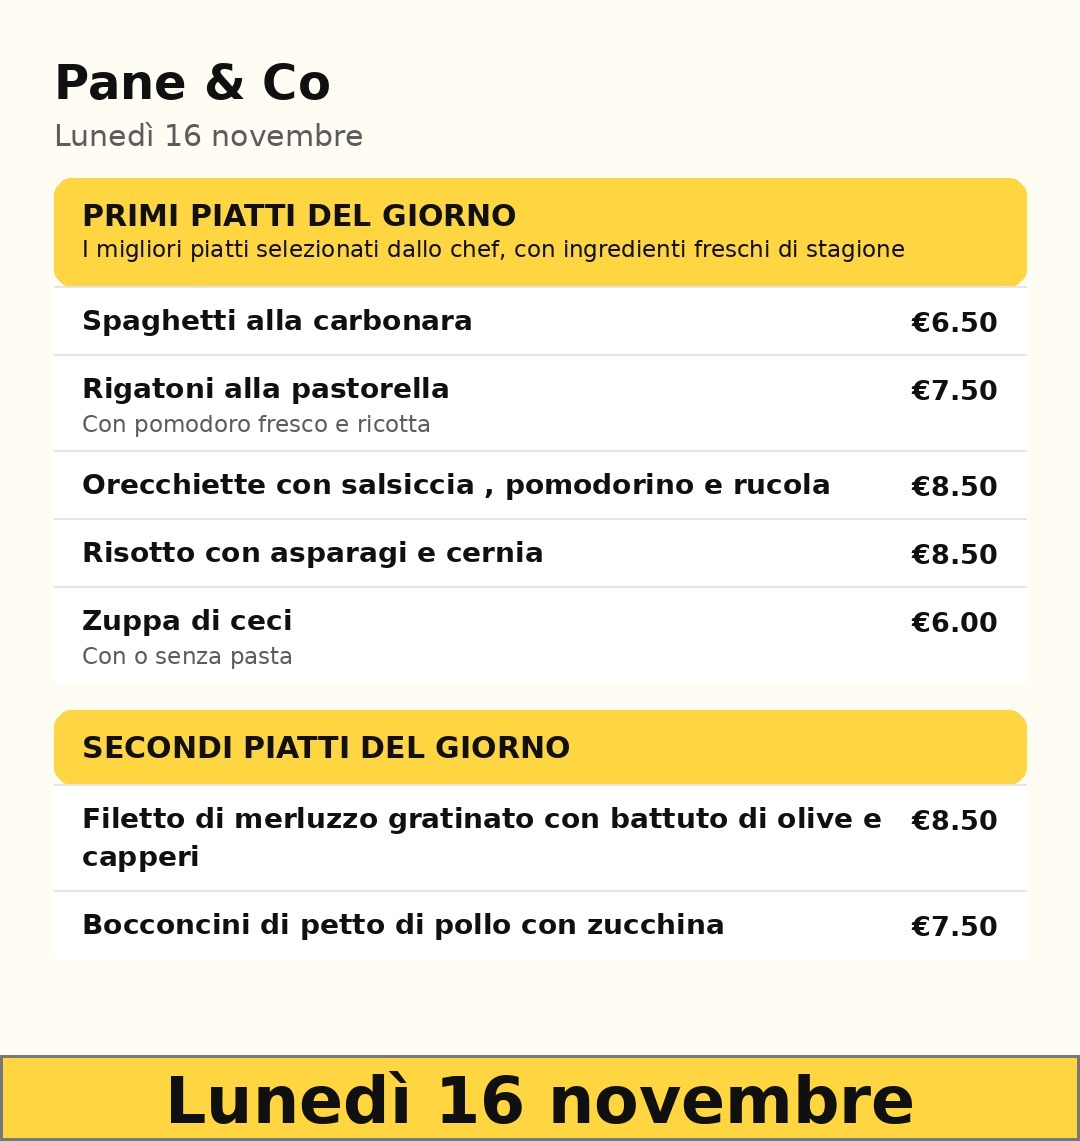 Pane & Co
Lunedì 16 novembre
PRIMI PIATTI DEL GIORNO
I migliori piatti selezionati dallo chef, con ingredienti freschi di stagione
Spaghetti alla carbonara €6.50
Rigatoni alla pastorella €7.50
Con pomodoro fresco e ricotta
Orecchiette con salsiccia , pomodorino e rucola €8.50
Risotto con asparagi e cernia €8.50
Zuppa di ceci €6.00
Con o senza pasta
SECONDI PIATTI DEL GIORNO
Filetto di merluzzo gratinato con battuto di olive e €8.50
capperi
Bocconcini di petto di pollo con zucchina €7.50
Lunedì 16 novembre